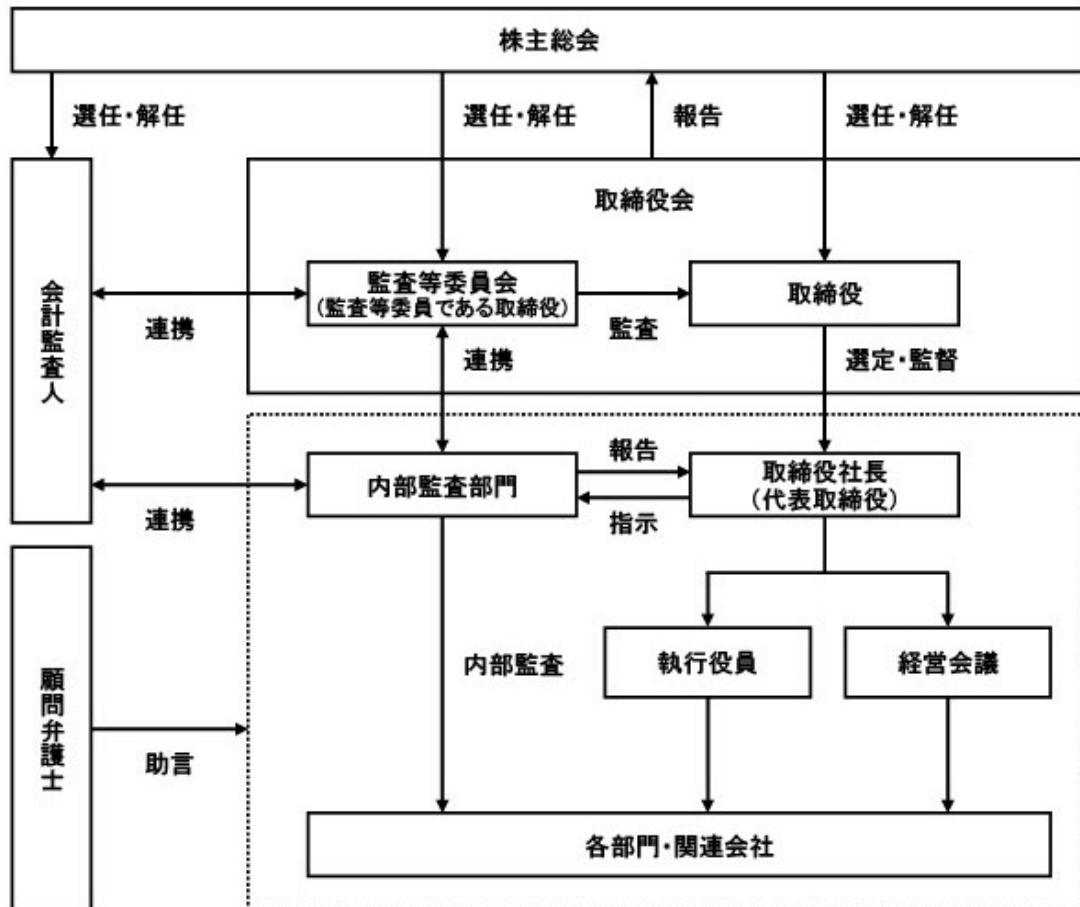 株主総会
選任・解任
選任・解任
報告
選任・解任
取締役会
会計監査人
監査等委員会
(監査等委員である取締役)
取締役
連携
監査
連携
選定・監督
内部監査部門
報告
指示
取締役社長
(代表取締役)
連携
顧問弁護士
助言
内部監査
執行役員
経営会議
各部門・関連会社